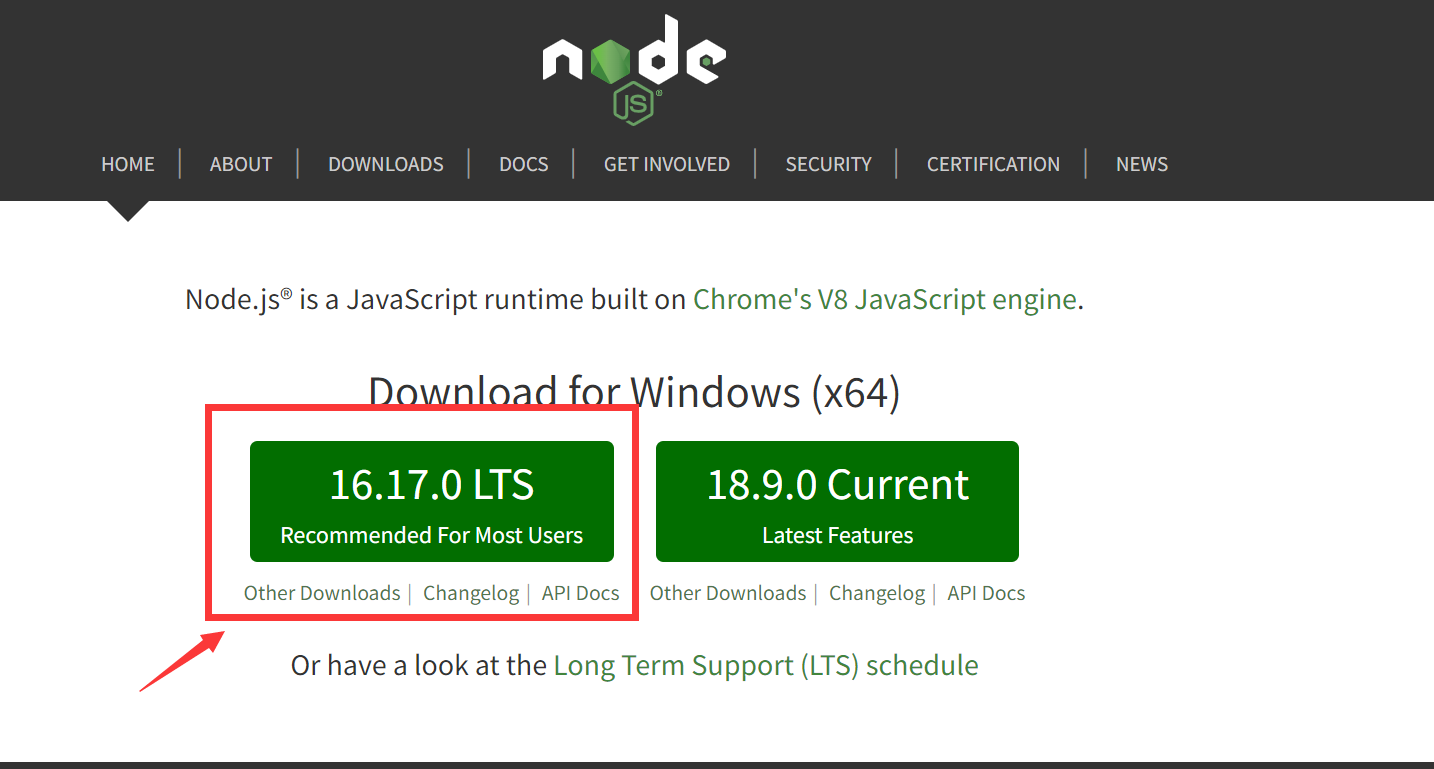 node
JS®
HOME | ABOUT | DOWNLOADS | DOCS | GET INVOLVED | SECURITY | CERTIFICATION | NEWS
Node.js® is a JavaScript runtime built on Chrome's V8 JavaScript engine.
Download for Windows (x64)
16.17.0 LTS
Recommended For Most Users
Other Downloads | Changelog | API Docs
18.9.0 Current
Latest Features
Other Downloads | Changelog | API Docs
Or have a look at the Long Term Support (LTS) schedule